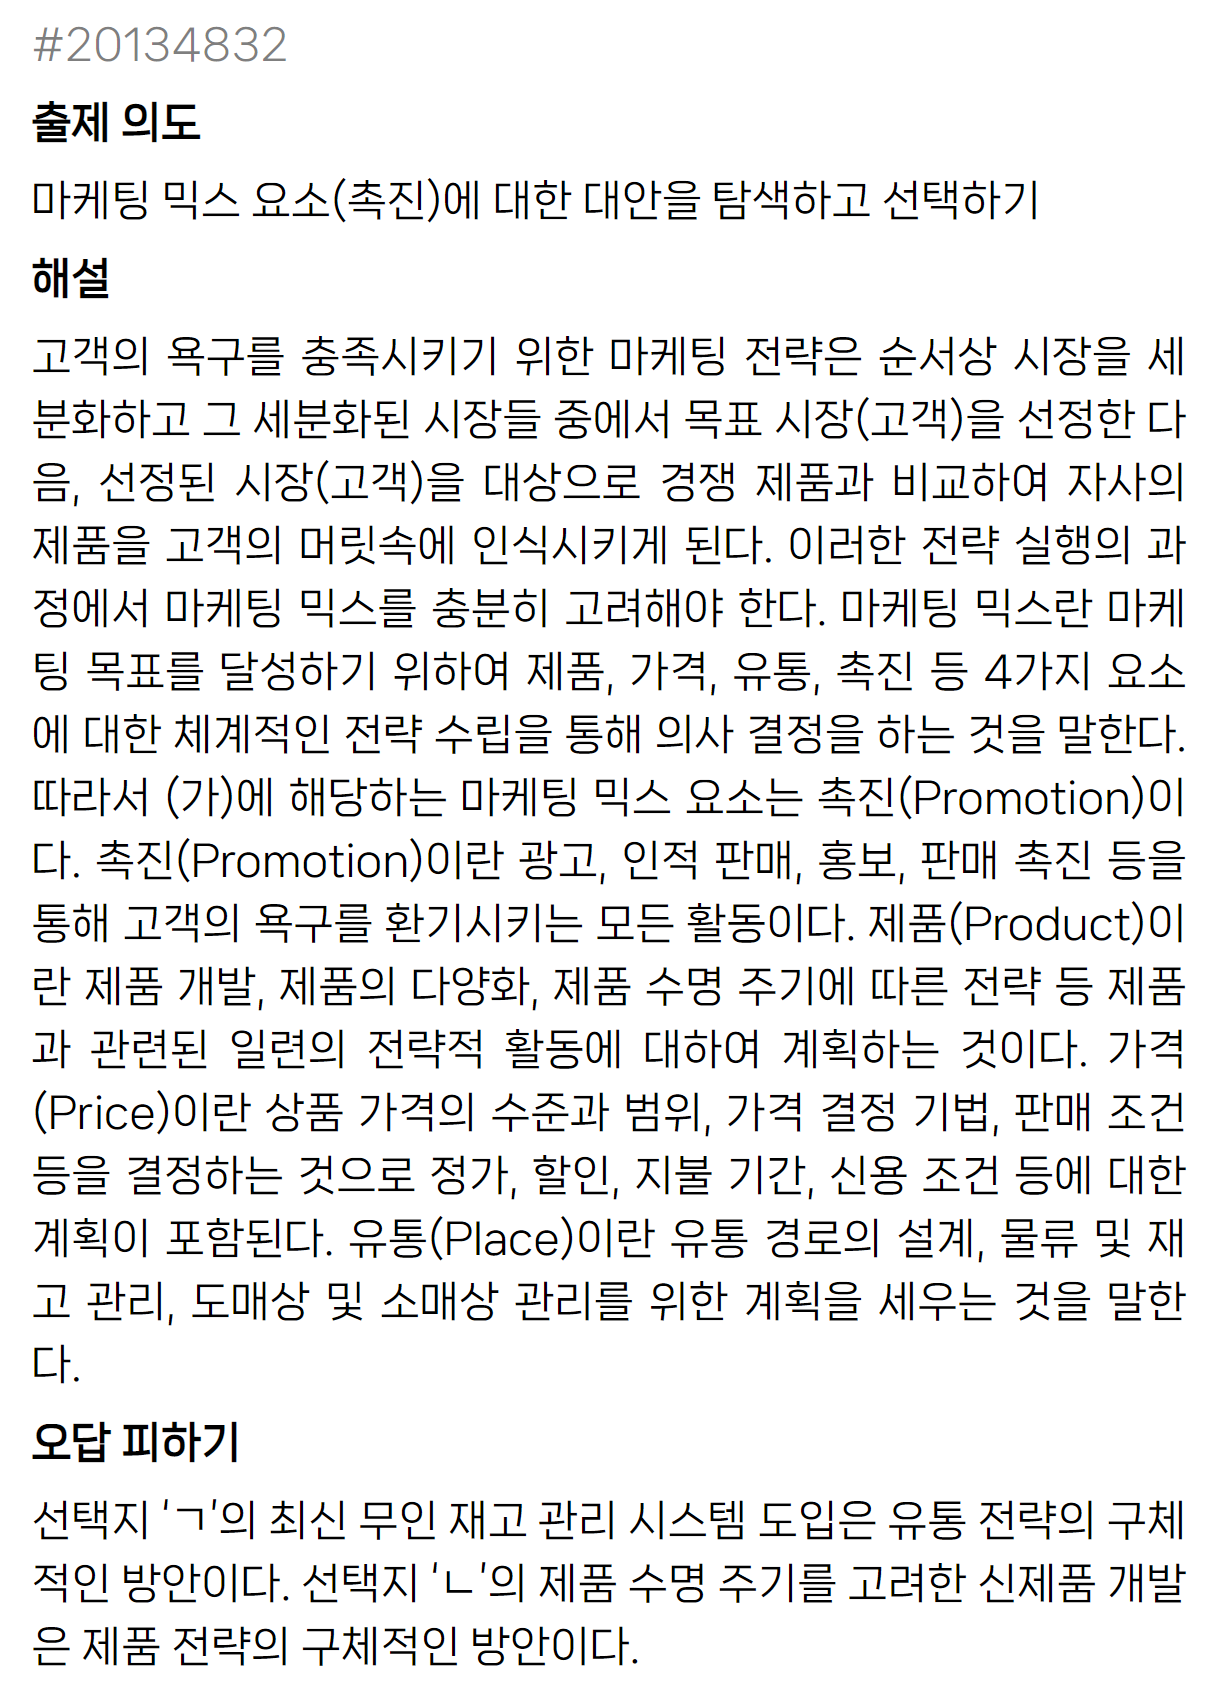 #20134832
출제 의도
마케팅 믹스 요소(촉진)에 대한 대안을 탐색하고 선택하기
해설
고객의 욕구를 충족시키기 위한 마케팅 전략은 순서상 시장을 세
분화하고 그 세분화된 시장들 중에서 목표 시장(고객)을 선정한 다
음, 선정된 시장(고객)을 대상으로 경쟁 제품과 비교하여 자사의
제품을 고객의 머릿속에 인식시키게 된다. 이러한 전략 실행의 과
정에서 마케팅 믹스를 충분히 고려해야 한다. 마케팅 믹스란 마케
팅 목표를 달성하기 위하여 제품, 가격, 유통, 촉진 등 4가지 요소
에 대한 체계적인 전략 수립을 통해 의사 결정을 하는 것을 말한다.
따라서 (가)에 해당하는 마케팅 믹스 요소는 촉진(Promotion)이
다. 촉진(Promotion)이란 광고, 인적 판매, 홍보, 판매 촉진 등을
통해 고객의 욕구를 환기시키는 모든 활동이다. 제품(Product)이
란 제품 개발, 제품의 다양화, 제품 수명 주기에 따른 전략 등 제품
과 관련된 일련의 전략적 활동에 대하여 계획하는 것이다. 가격
(Price)이란 상품 가격의 수준과 범위, 가격 결정 기법, 판매 조건
등을 결정하는 것으로 정가, 할인, 지불 기간, 신용 조건 등에 대한
계획이 포함된다. 유통(Place)이란 유통 경로의 설계, 물류 및 재
고 관리, 도매상 및 소매상 관리를 위한 계획을 세우는 것을 말한
다.
오답 피하기
선택지 'ㄱ'의 최신 무인 재고 관리 시스템 도입은 유통 전략의 구체
적인 방안이다. 선택지 'ㄴ'의 제품 수명 주기를 고려한 신제품 개발
은 제품 전략의 구체적인 방안이다.